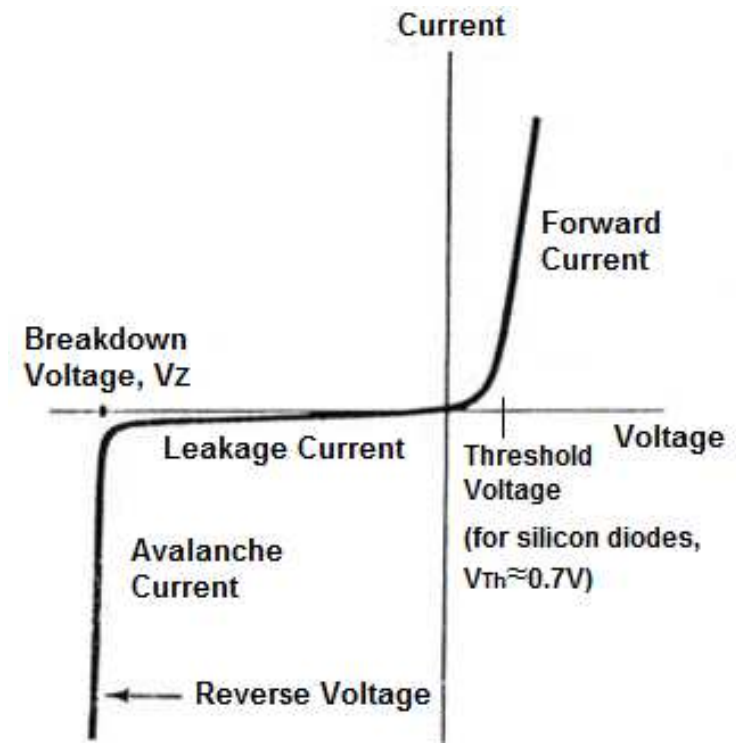 Current
Forward
Current
Breakdown
Voltage, Vz
Leakage Current
Voltage
Threshold
Voltage
(for silicon diodes,
VTh≈0.7V)
Avalanche
Current
Reverse Voltage